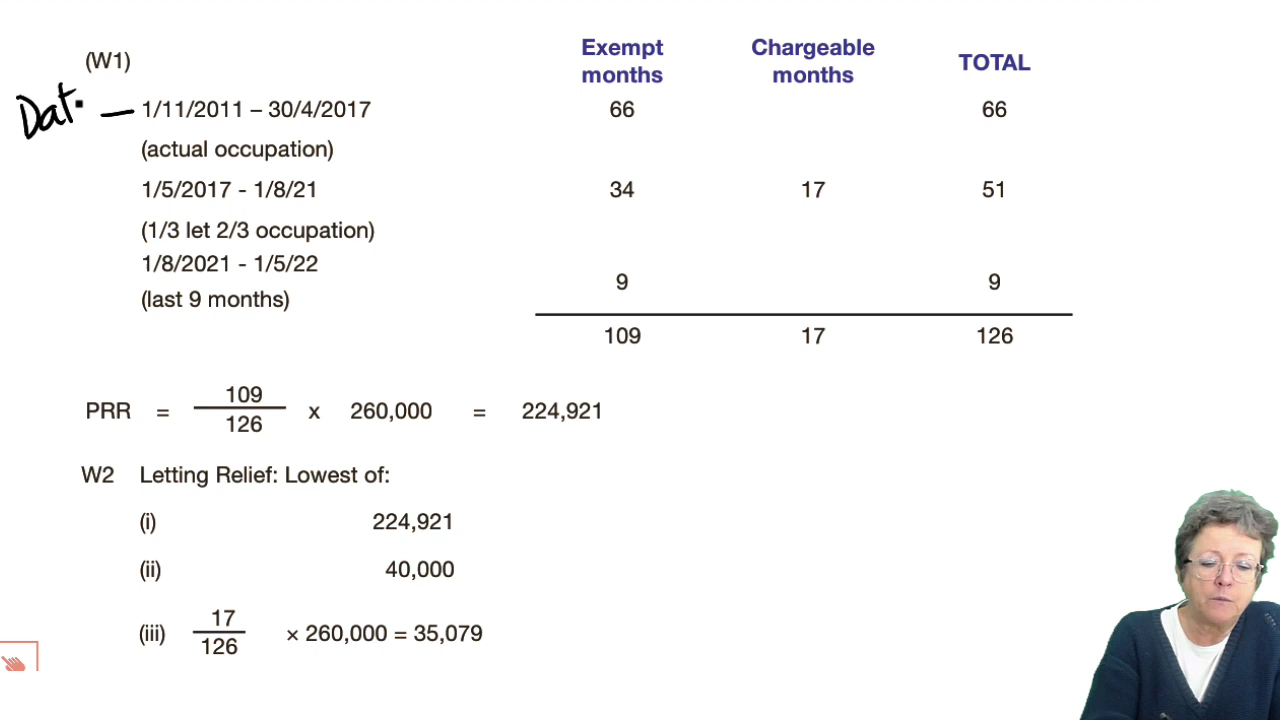 (W1) Exempt months Chargeable months TOTAL
Dat. — 1/11/2011 – 30/4/2017 66 66
(actual occupation)
1/5/2017 - 1/8/21 34 17 51
(1/3 let 2/3 occupation)
1/8/2021 - 1/5/22
9 9
(last 9 months)
109 17 126
PRR = 109/126 x 260,000 = 224,921
W2 Letting Relief: Lowest of:
(i) 224,921
(ii) 40,000
(iii) 17/126 × 260,000 = 35,079